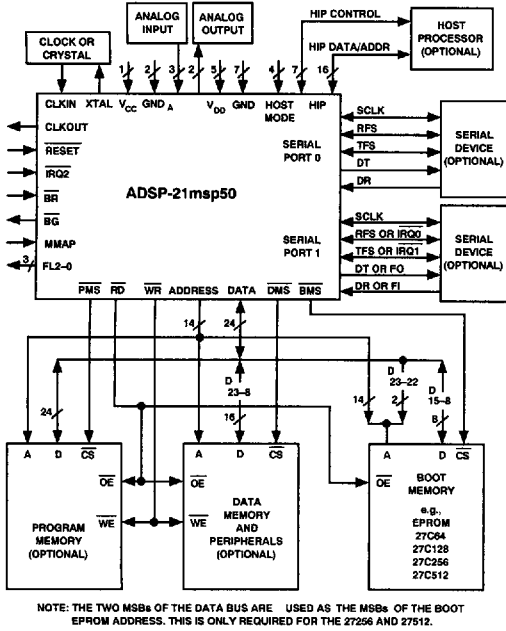 CLOCK OR
CRYSTAL
ANALOG
INPUT
ANALOG
OUTPUT
HIP CONTROL
HIP DATA/ADDR
HOST
PROCESSOR
(OPTIONAL)
1 2 3 2 5 7 4 7 16
CLKIN XTAL VCC GNDA VDD GND HOST
MODE HIP
CLKOUT
RESET
IRQ2
BR
BG
MMAP
3 FL2–0
ADSP-21msp50
SERIAL
PORT 0
SCLK
RFS
TFS
DT
DR
SERIAL
DEVICE
(OPTIONAL)
SERIAL
PORT 1
SCLK
RFS OR IRQ0
TFS OR IRQ1
DT OR FO
DR OR FI
SERIAL
DEVICE
(OPTIONAL)
PMS RD WR ADDRESS DATA DMS BMS
14 24
D
23–8
D
23–22
D
15–8
24 16 14 2 8
A D CS
OE
WE
PROGRAM
MEMORY
(OPTIONAL)
A D CS
OE
WE
DATA
MEMORY
AND
PERIPHERALS
(OPTIONAL)
A D CS
OE
BOOT
MEMORY
e.g.,
EPROM
27C64
27C128
27C256
27C512
NOTE: THE TWO MSBs OF THE DATA BUS ARE USED AS THE MSBs OF THE BOOT
EPROM ADDRESS. THIS IS ONLY REQUIRED FOR THE 27256 AND 27512.